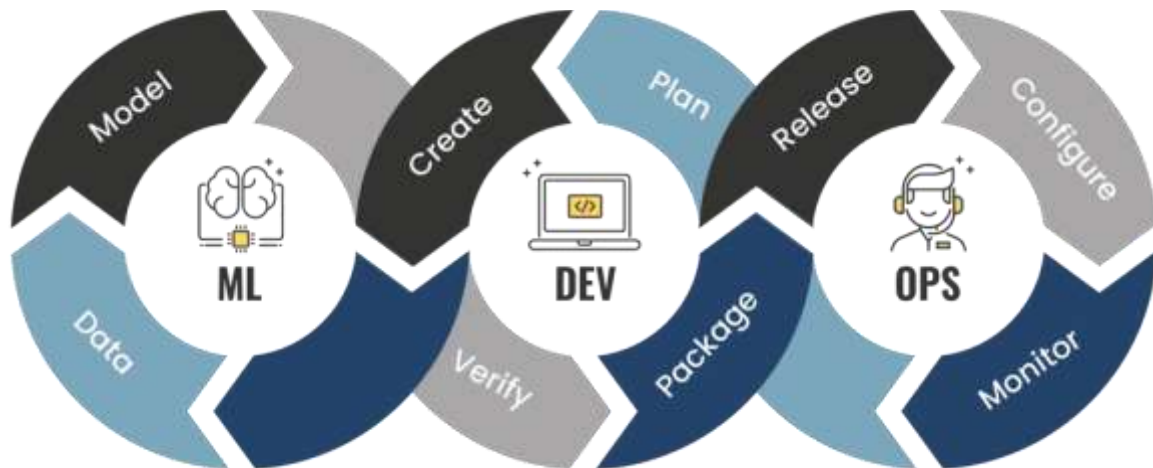 Model
Create
Plan
Release
Configure
ML
DEV
</>
OPS
Data
Verify
Package
Monitor